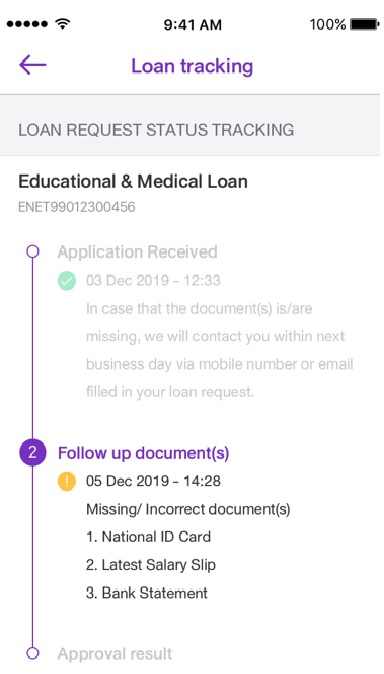 9:41 AM 100%
Loan tracking
LOAN REQUEST STATUS TRACKING
Educational & Medical Loan
ENET99012300456
Application Received
03 Dec 2019 - 12:33
In case that the document(s) is/are
missing, we will contact you within next
business day via mobile number or email
filled in your loan request.
2 Follow up document(s)
! 05 Dec 2019 - 14:28
Missing/ Incorrect document(s)
1. National ID Card
2. Latest Salary Slip
3. Bank Statement
Approval result